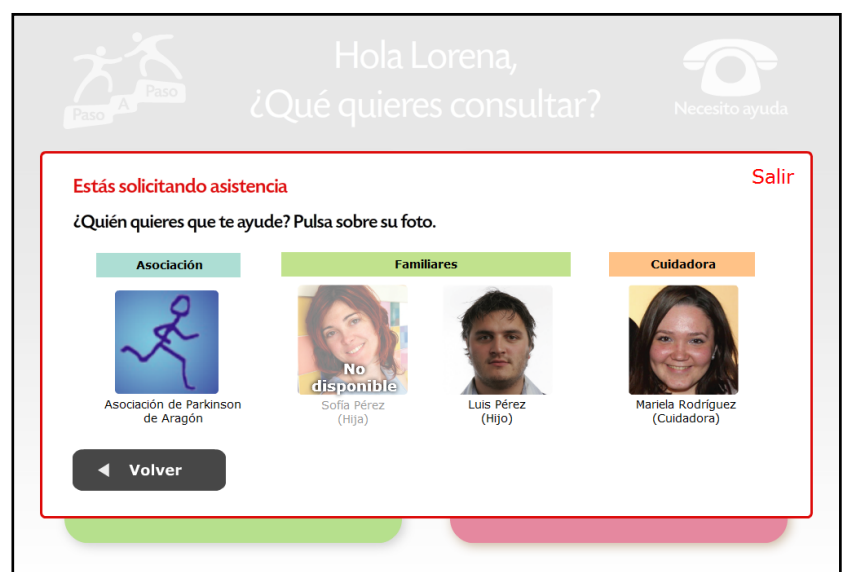 Hola Lorena,
¿Qué quieres consultar?
Paso A Paso
Necesito ayuda
Salir
Estás solicitando asistencia
¿Quién quieres que te ayude? Pulsa sobre su foto.
Asociación
Familiares
Cuidadora
No
disponible
Asociación de Parkinson
de Aragón
Sofía Pérez
(Hija)
Luis Pérez
(Hijo)
Mariela Rodríguez
(Cuidadora)
Volver